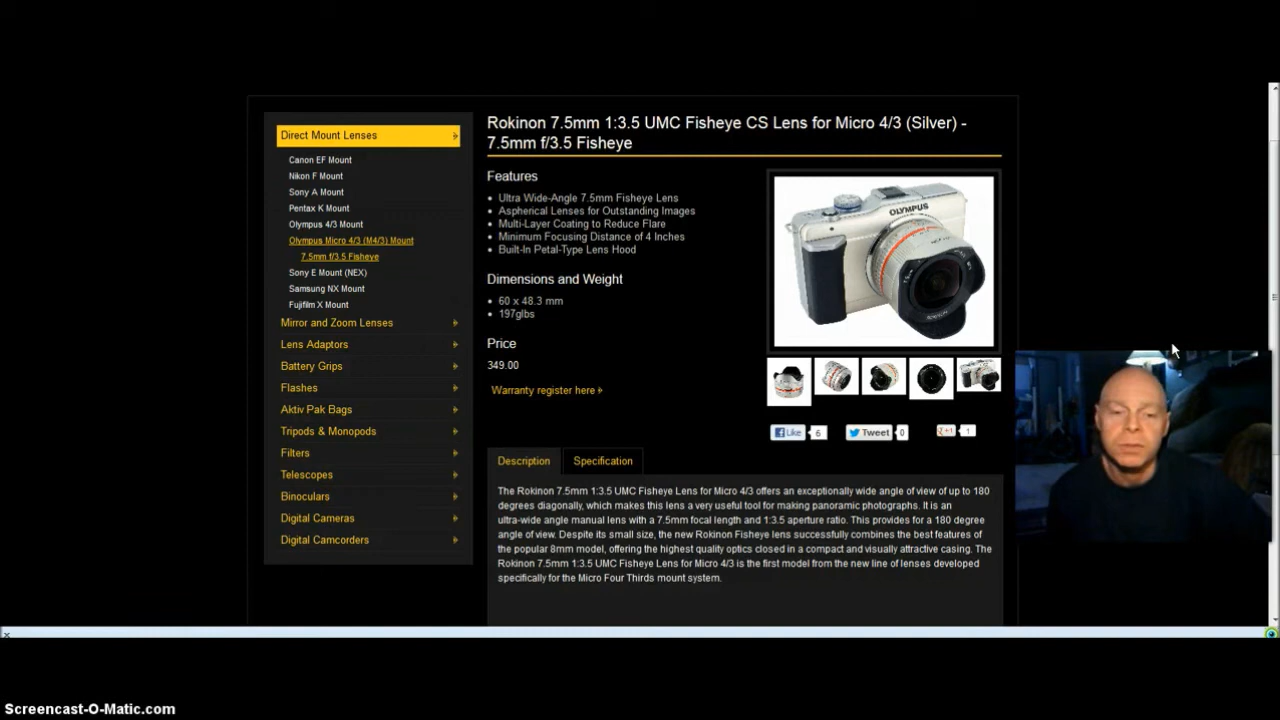 Direct Mount Lenses
Canon EF Mount
Nikon F Mount
Sony A Mount
Pentax K Mount
Olympus 4/3 Mount
Olympus Micro 4/3 (M4/3) Mount
7.5mm f/3.5 Fisheye
Sony E Mount (NEX)
Samsung NX Mount
Fujifilm X Mount
Mirror and Zoom Lenses
Lens Adaptors
Battery Grips
Flashes
Aktiv Pak Bags
Tripods & Monopods
Filters
Telescopes
Binoculars
Digital Cameras
Digital Camcorders
Rokinon 7.5mm 1:3.5 UMC Fisheye CS Lens for Micro 4/3 (Silver) -
7.5mm f/3.5 Fisheye
Features
Ultra Wide-Angle 7.5mm Fisheye Lens
Aspherical Lenses for Outstanding Images
Multi-Layer Coating to Reduce Flare
Minimum Focusing Distance of 4 Inches
Built-In Petal-Type Lens Hood
Dimensions and Weight
60 x 48.3 mm
197glbs
Price
349.00
Warranty register here
OLYMPUS
ROKINON
Like 6
Tweet 0
+1 1
Description
Specification
The Rokinon 7.5mm 1:3.5 UMC Fisheye Lens for Micro 4/3 offers an exceptionally wide angle of view of up to 180
degrees diagonally, which makes this lens a very useful tool for making panoramic photographs. It is an
ultra-wide angle manual lens with a 7.5mm focal length and 1:3.5 aperture ratio. This provides for a 180 degree
angle of view. Despite its small size, the new Rokinon Fisheye lens successfully combines the best features of
the popular 8mm model, offering the highest quality optics closed in a compact and visually attractive casing. The
Rokinon 7.5mm 1:3.5 UMC Fisheye Lens for Micro 4/3 is the first model from the new line of lenses developed
specifically for the Micro Four Thirds mount system.
Screencast-O-Matic.com